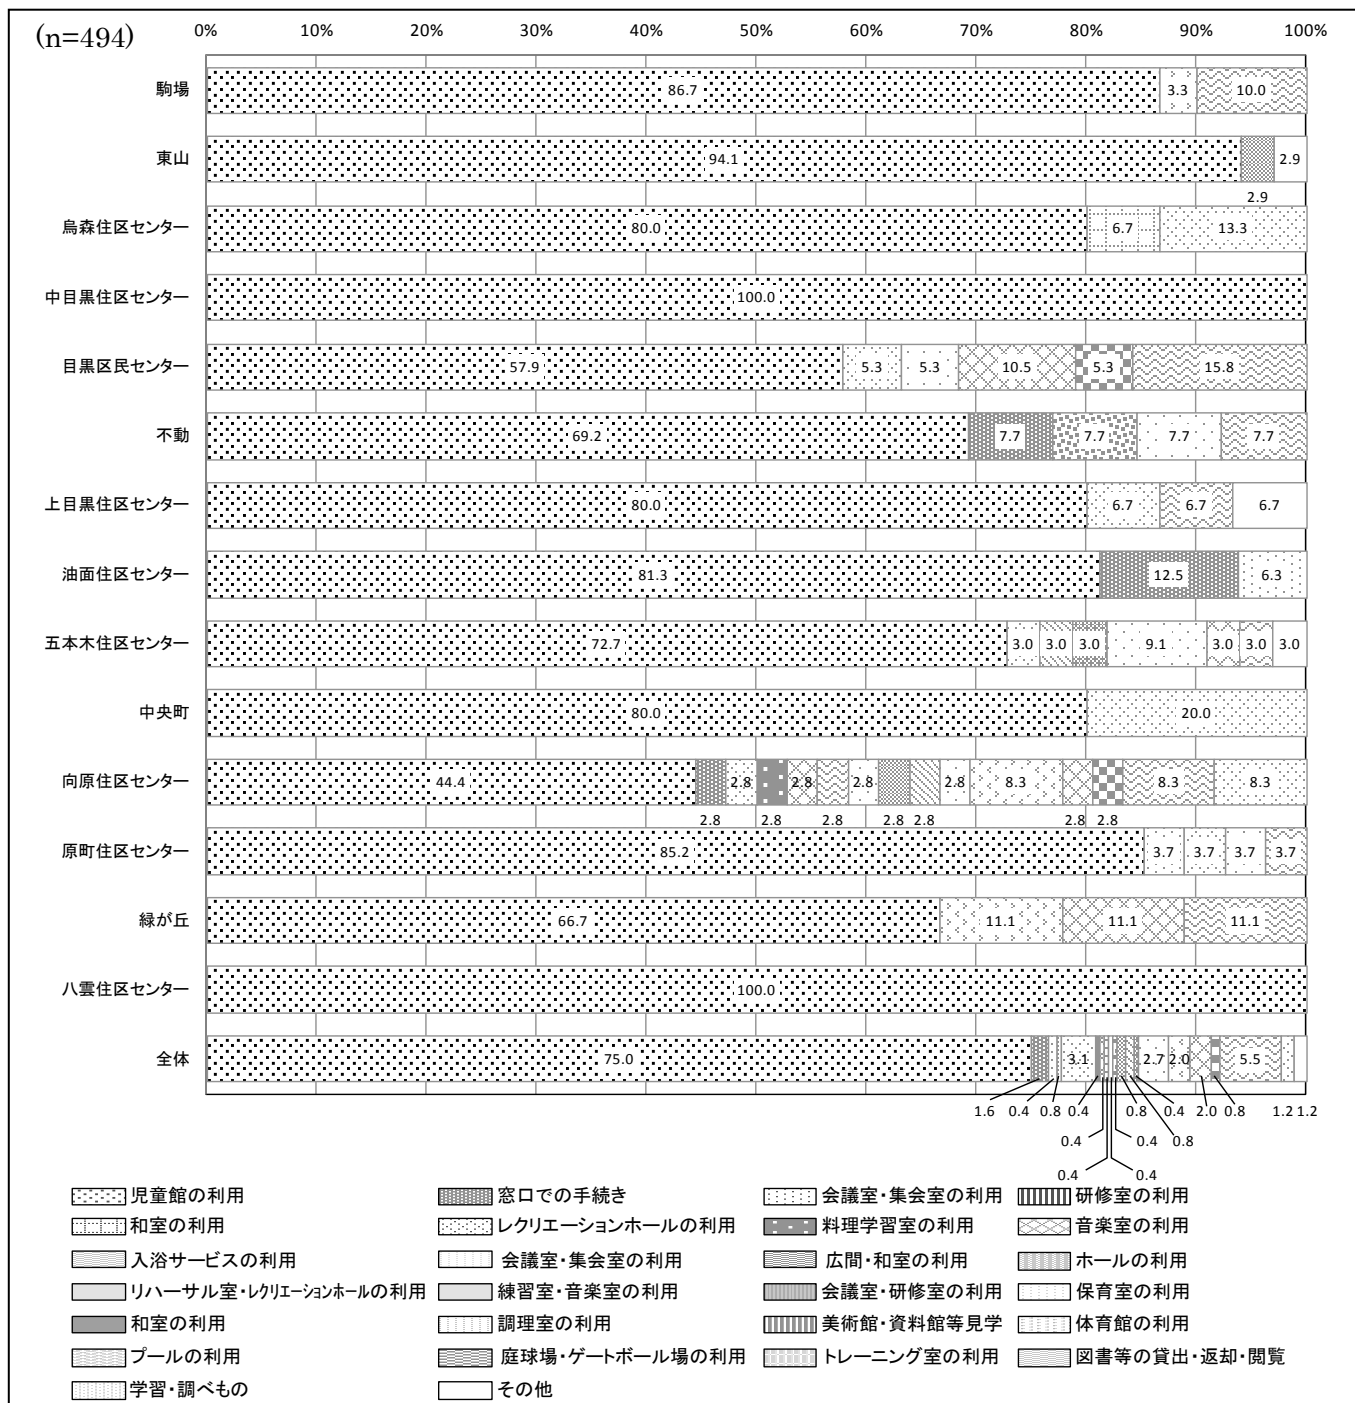 (n=494)
0% 10% 20% 30% 40% 50% 60% 70% 80% 90% 100%
駒場 86.7 3.3 10.0
東山 94.1 2.9
2.9
烏森住区センター 80.0 6.7 13.3
中目黒住区センター 100.0
目黒区民センター 57.9 5.3 5.3 10.5 5.3 15.8
不動 69.2 7.7 7.7 7.7 7.7
上目黒住区センター 80.0 6.7 6.7 6.7
油面住区センター 81.3 12.5 6.3
五本木住区センター 72.7 3.0 3.0 3.0 9.1 3.0 3.0 3.0
中央町 80.0 20.0
向原住区センター 44.4 2.8 2.8 2.8 2.8 8.3 8.3 8.3
2.8 2.8 2.8 2.8 2.8 2.8 2.8
原町住区センター 85.2 3.7 3.7 3.7 3.7
緑が丘 66.7 11.1 11.1 11.1
八雲住区センター 100.0
全体 75.0 3.1 2.7 2.0 5.5
1.6 0.4 0.8 0.4 0.8 0.4 2.0 0.8 1.2 1.2
0.4 0.4 0.8
0.4 0.4
児童館の利用 窓口での手続き 会議室・集会室の利用 研修室の利用
和室の利用 レクリエーションホールの利用 料理学習室の利用 音楽室の利用
入浴サービスの利用 会議室・集会室の利用 広間・和室の利用 ホールの利用
リハーサル室・レクリエーションホールの利用 練習室・音楽室の利用 会議室・研修室の利用 保育室の利用
和室の利用 調理室の利用 美術館・資料館等見学 体育館の利用
プールの利用 庭球場・ゲートボール場の利用 トレーニング室の利用 図書等の貸出・返却・閲覧
学習・調べもの その他